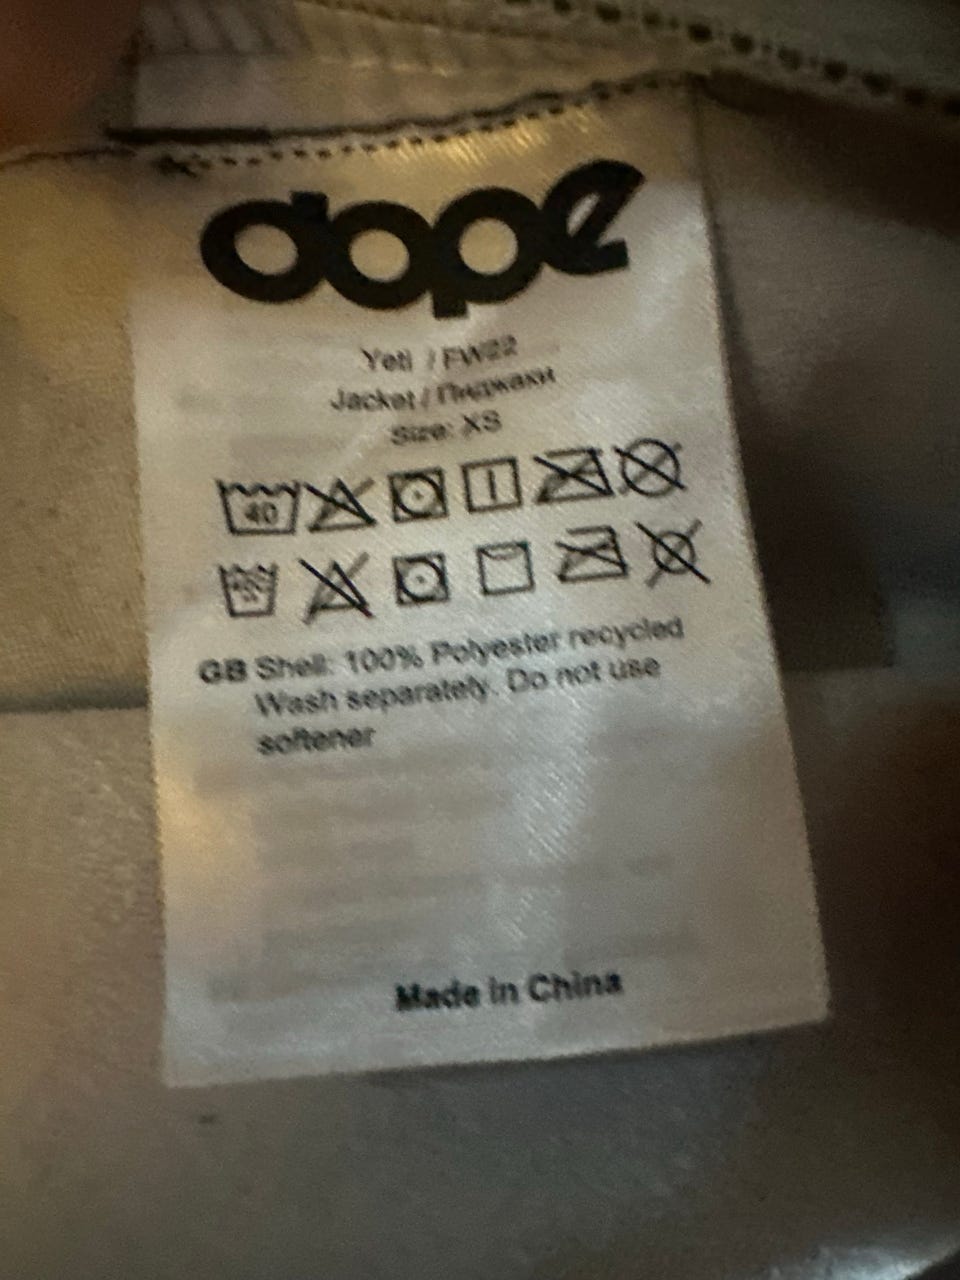 dope
Yeti / FW22
Jacket / Пиджаки
Size: XS
40
GB Shell: 100% Polyester recycled
Wash separately. Do not use
softener
Made in China